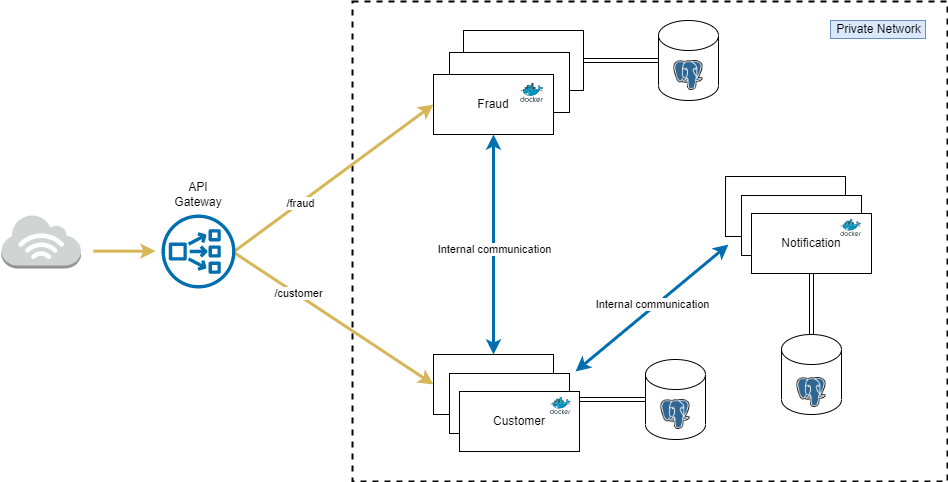 Private Network
Fraud
docker
API
Gateway
/fraud
Internal communication
Notification
docker
/customer
Internal communication
Customer
docker